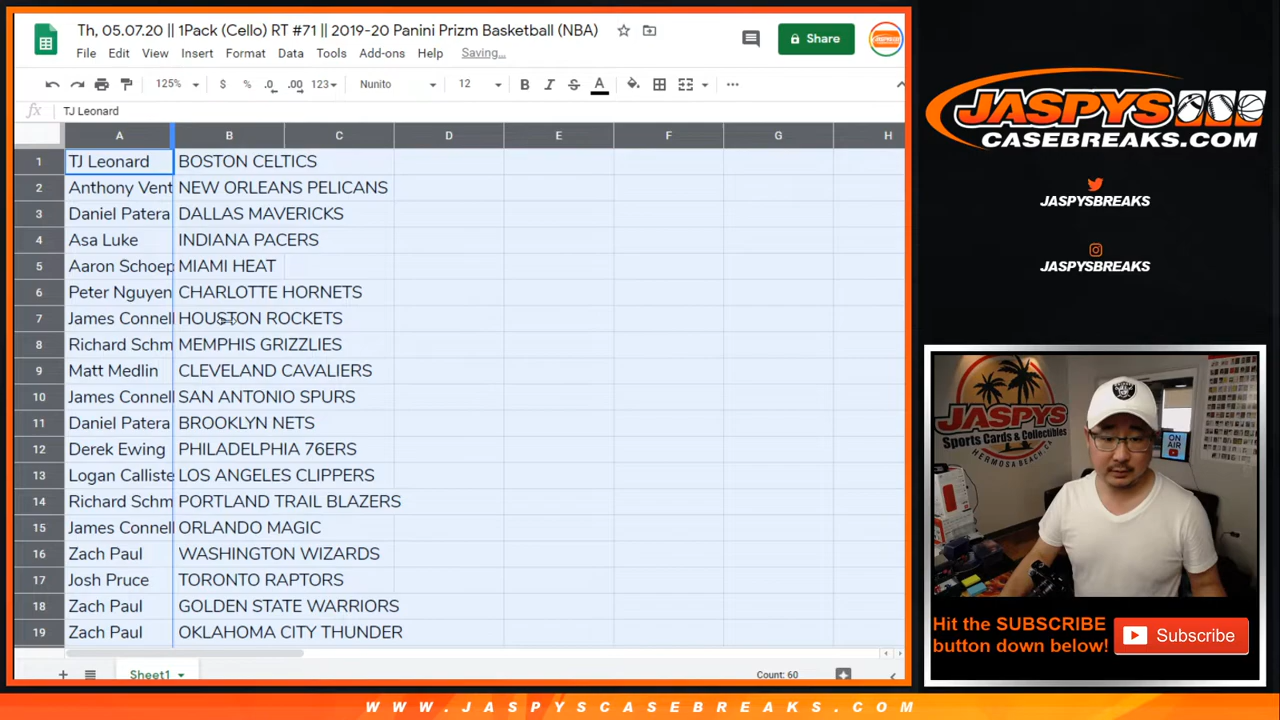 Th, 05.07.20 || 1Pack (Cello) RT #71 || 2019-20 Panini Prizm Basketball (NBA)
File Edit View Insert Format Data Tools Add-ons Help Saving...
Share
125% $ % .0 .00 123 Nunito 12 B I S A
fx TJ Leonard
A B C D E F G H
1 TJ Leonard BOSTON CELTICS
2 Anthony Vent NEW ORLEANS PELICANS
3 Daniel Patera DALLAS MAVERICKS
4 Asa Luke INDIANA PACERS
5 Aaron Schoep MIAMI HEAT
6 Peter Nguyen CHARLOTTE HORNETS
7 James Connell HOUSTON ROCKETS
8 Richard Schm MEMPHIS GRIZZLIES
9 Matt Medlin CLEVELAND CAVALIERS
10 James Connell SAN ANTONIO SPURS
11 Daniel Patera BROOKLYN NETS
12 Derek Ewing PHILADELPHIA 76ERS
13 Logan Calliste LOS ANGELES CLIPPERS
14 Richard Schm PORTLAND TRAIL BLAZERS
15 James Connell ORLANDO MAGIC
16 Zach Paul WASHINGTON WIZARDS
17 Josh Pruce TORONTO RAPTORS
18 Zach Paul GOLDEN STATE WARRIORS
19 Zach Paul OKLAHOMA CITY THUNDER
Sheet1
Count: 60
JASPYS
CASEBREAKS.COM
JASPYSBREAKS
JASPYSBREAKS
JASPYS
Sports Cards & Collectibles
HERMOSA BEACH, CA
ON AIR
Hit the SUBSCRIBE
button down below!
Subscribe
WWW.JASPYSCASEBREAKS.COM